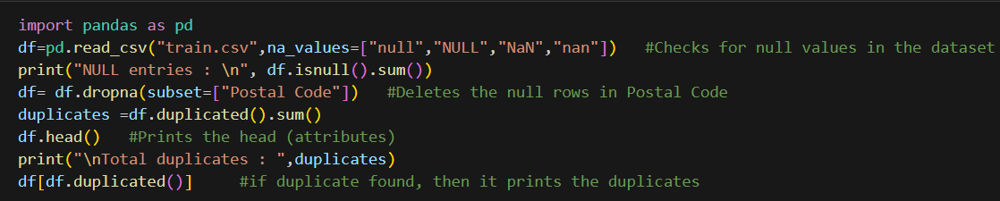 import pandas as pd
df=pd.read_csv("train.csv",na_values=["null","NULL","NaN","nan"])   #Checks for null values in the dataset
print("NULL entries : \n", df.isnull().sum())
df= df.dropna(subset=["Postal Code"])   #Deletes the null rows in Postal Code
duplicates =df.duplicated().sum()
df.head()   #Prints the head (attributes)
print("\nTotal duplicates : ",duplicates)
df[df.duplicated()]     #if duplicate found, then it prints the duplicates